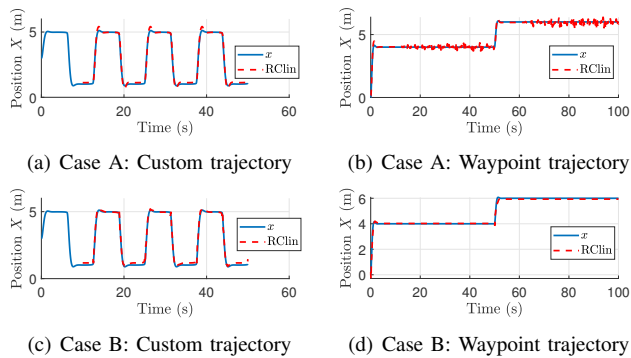 Position X (m)
5
0
0 20 40 60
Time (s)
x
RClin
(a) Case A: Custom trajectory
Position X (m)
5
0
0 20 40 60 80 100
Time (s)
x
RClin
(b) Case A: Waypoint trajectory
Position X (m)
5
0
0 20 40 60
Time (s)
x
RClin
(c) Case B: Custom trajectory
Position X (m)
6
4
2
0
0 20 40 60 80 100
Time (s)
x
RClin
(d) Case B: Waypoint trajectory